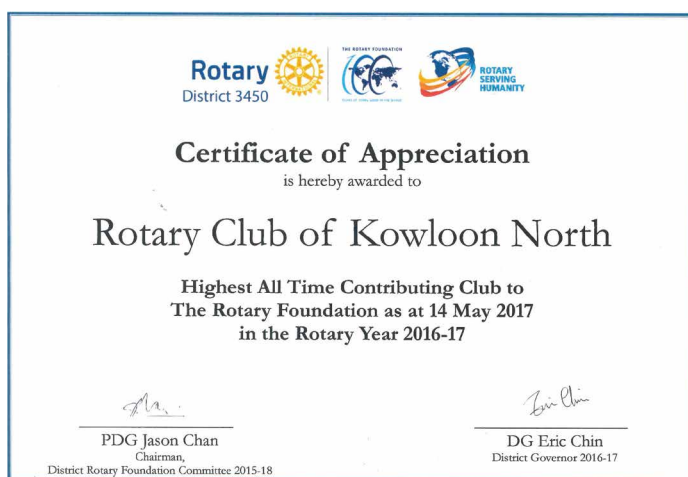 Rotary
District 3450
THE ROTARY FOUNDATION
100
ROTARY
SERVING
HUMANITY
Certificate of Appreciation
is hereby awarded to
Rotary Club of Kowloon North
Highest All Time Contributing Club to
The Rotary Foundation as at 14 May 2017
in the Rotary Year 2016-17
PDG Jason Chan
Chairman,
District Rotary Foundation Committee 2015-18
Eric Chin
DG Eric Chin
District Governor 2016-17